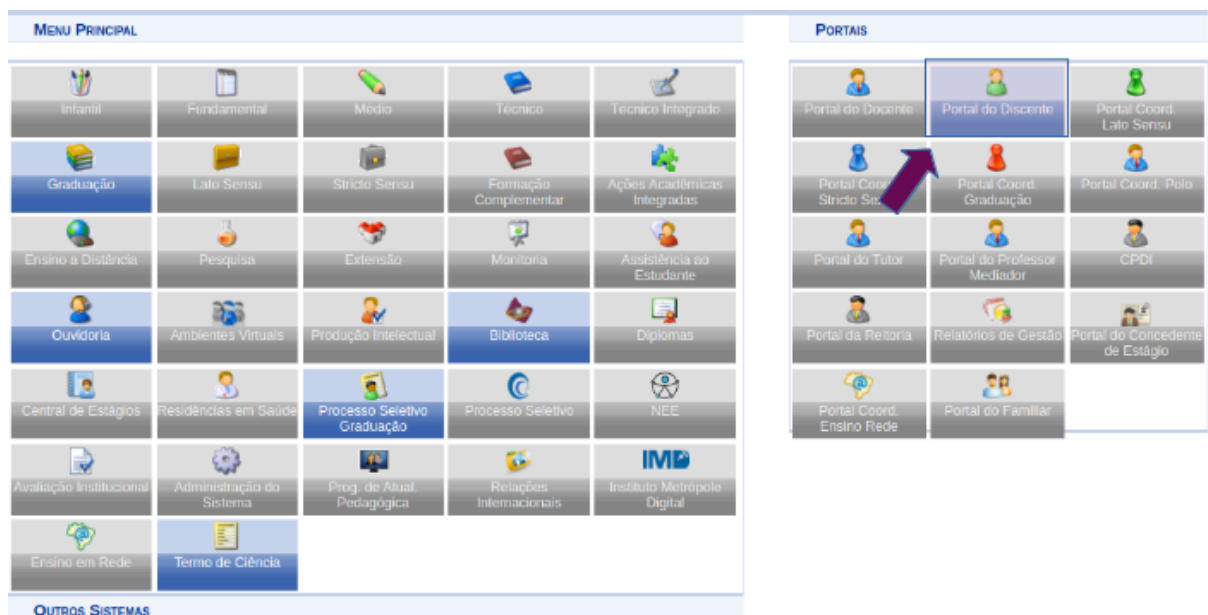 MENU PRINCIPAL
Infantil
Fundamental
Médio
Técnico
Técnico Integrado
Graduação
Lato Sensu
Stricto Sensu
Formação
Complementar
Ações Acadêmicas
Integradas
Ensino a Distância
Pesquisa
Extensão
Monitoria
Assistência ao
Estudante
Ouvidoria
Ambientes Virtuais
Produção Intelectual
Biblioteca
Diplomas
Central de Estágios
Residências em Saúde
Processo Seletivo
Graduação
Processo Seletivo
NEE
Avaliação Institucional
Administração do
Sistema
Prog. de Atual.
Pedagógica
Relações
Internacionais
IMD
Instituto Metrópole
Digital
Ensino em Rede
Termo de Ciência
OUTROS SISTEMAS
PORTAIS
Portal do Docente
Portal do Discente
Portal Coord.
Lato Sensu
Portal
Stricto
Portal Coord.
Graduação
Portal Coord. Polo
Portal do Tutor
Portal do Professor
Mediador
CPDI
Portal da Reitoria
Relatórios de Gestão
Portal do Concedente
de Estágio
Portal Coord.
Ensino Rede
Portal do Familiar